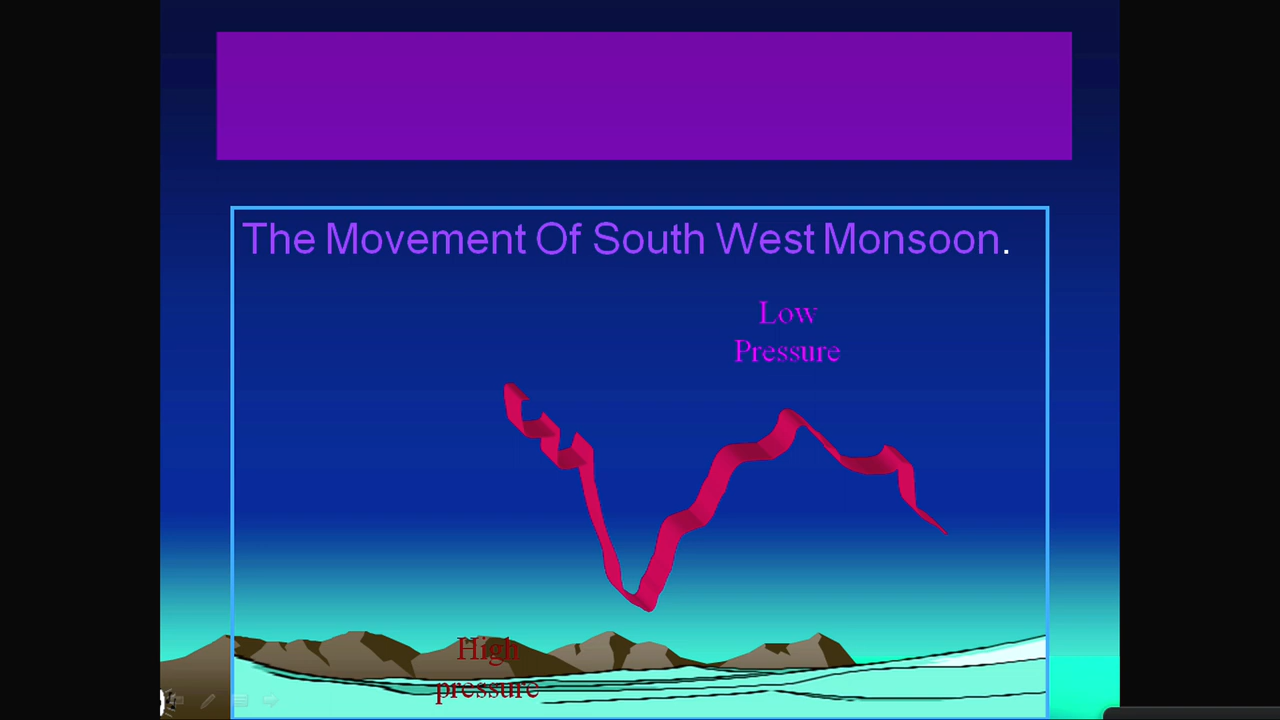 The Movement Of South West Monsoon.
Low
Pressure
High
pressure